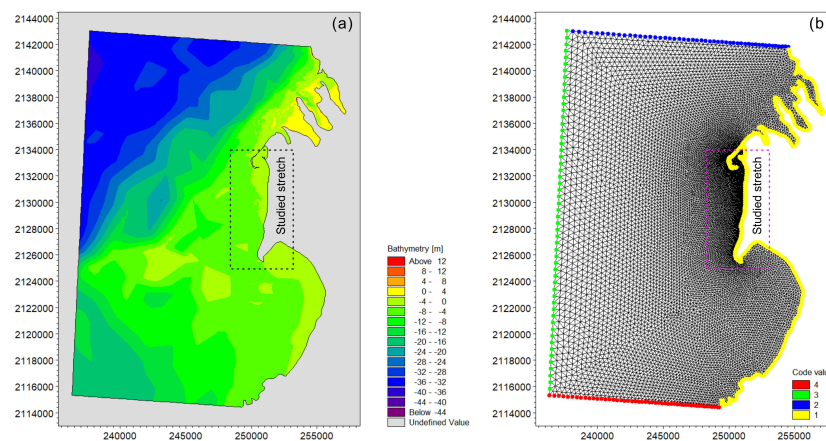 (a)
2144000
2142000
2140000
2138000
2136000
2134000
2132000
2130000
2128000
2126000
2124000
2122000
2120000
2118000
2116000
2114000
240000 245000 250000 255000
Studied stretch
Bathymetry [m]
Above 12
8 - 12
4 - 8
0 - 4
-4 - 0
-8 - -4
-12 - -8
-16 - -12
-20 - -16
-24 - -20
-28 - -24
-32 - -28
-36 - -32
-40 - -36
-44 - -40
Below -44
Undefined Value
(b)
2144000
2142000
2140000
2138000
2136000
2134000
2132000
2130000
2128000
2126000
2124000
2122000
2120000
2118000
2116000
2114000
240000 245000 250000 255000
Studied stretch
Code value
4
3
2
1